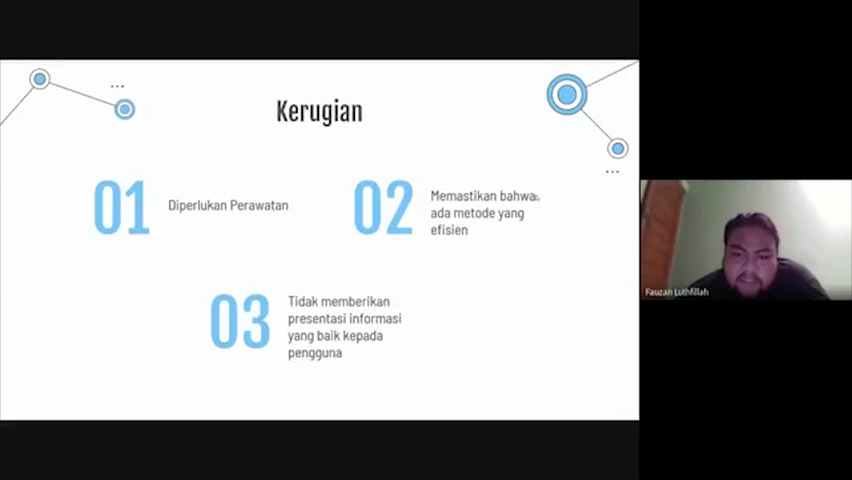 Kerugian
01
Diperlukan Perawatan
02
Memastikan bahwa
ada metode yang
efisien
03
Tidak memberikan
presentasi informasi
yang baik kepada
pengguna
Fauzan Luthfillah